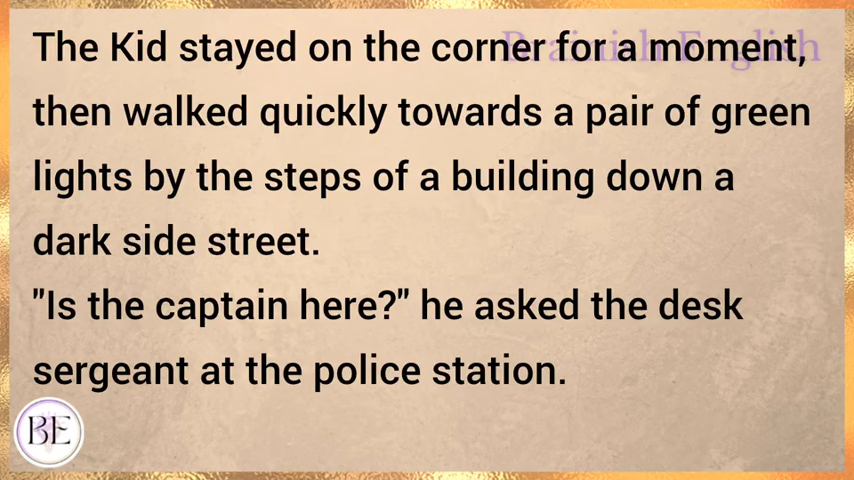 Brainish English
The Kid stayed on the corner for a moment,
then walked quickly towards a pair of green
lights by the steps of a building down a
dark side street.
"Is the captain here?" he asked the desk
sergeant at the police station.
BE